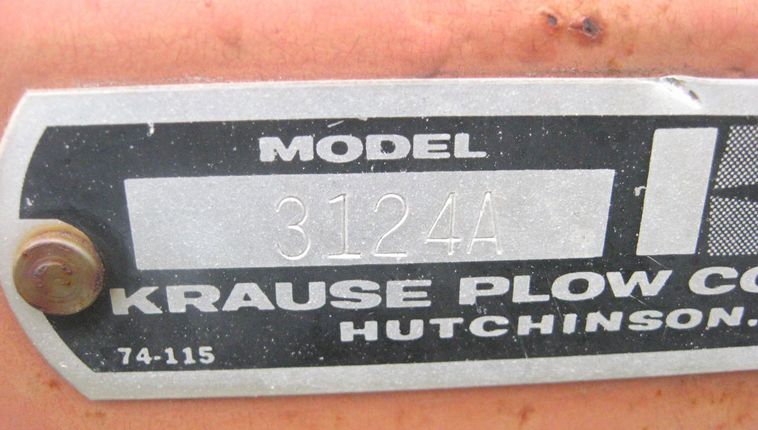 MODEL
3124A
KRAUSE PLOW CO
HUTCHINSON.
74-115